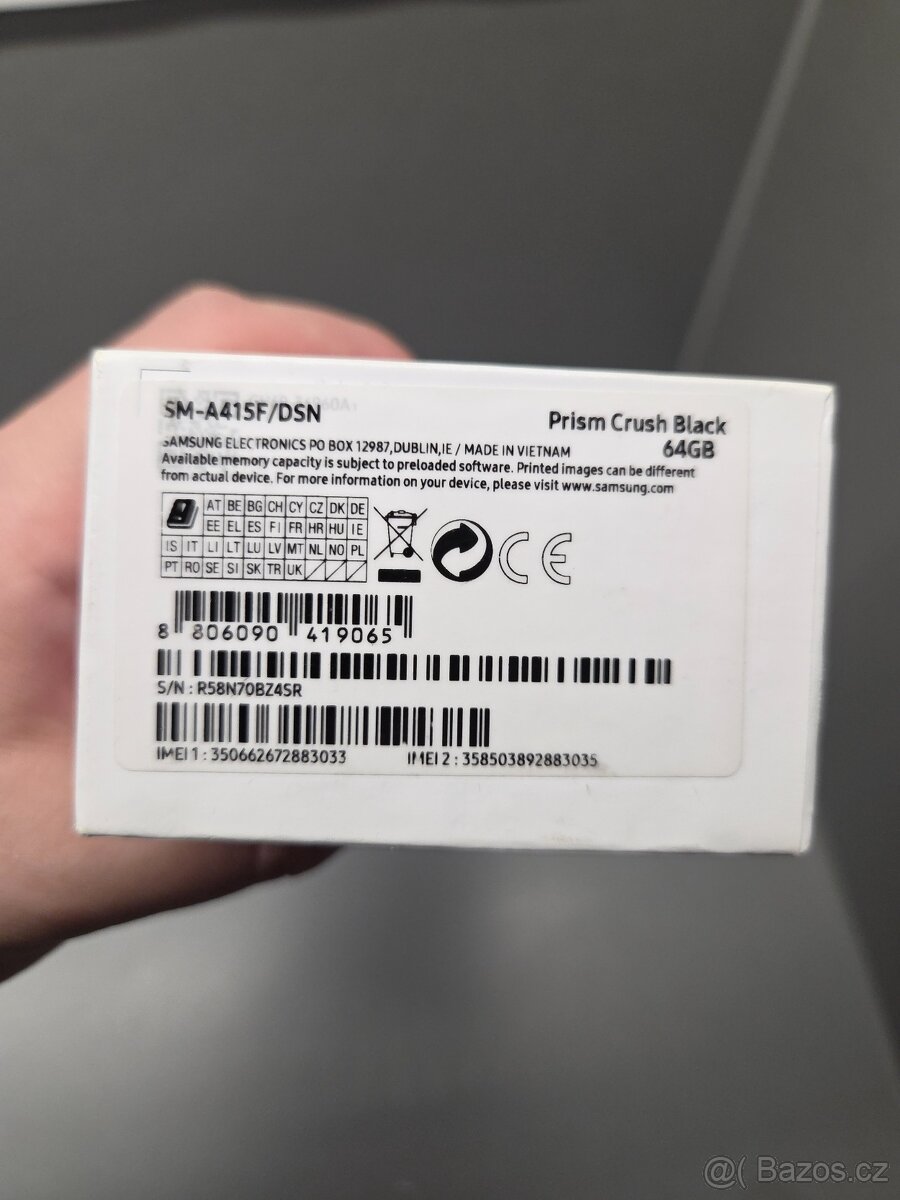 SM-A415F/DSN
Prism Crush Black
64GB
SAMSUNG ELECTRONICS PO BOX 12987,DUBLIN,IE / MADE IN VIETNAM
Available memory capacity is subject to preloaded software. Printed images can be different
from actual device. For more information on your device, please visit www.samsung.com
AT BE BG CH CY CZ DK DE
EE EL ES FI FR HR HU IE
IS IT LI LT LU LV MT NL NO PL
PT RO SE SI SK TR UK
CE
8 806090 419065
S/N : R58N70BZ4SR
IMEI 1 : 350662672883033 IMEI 2 : 358503892883035
@( Bazos.cz